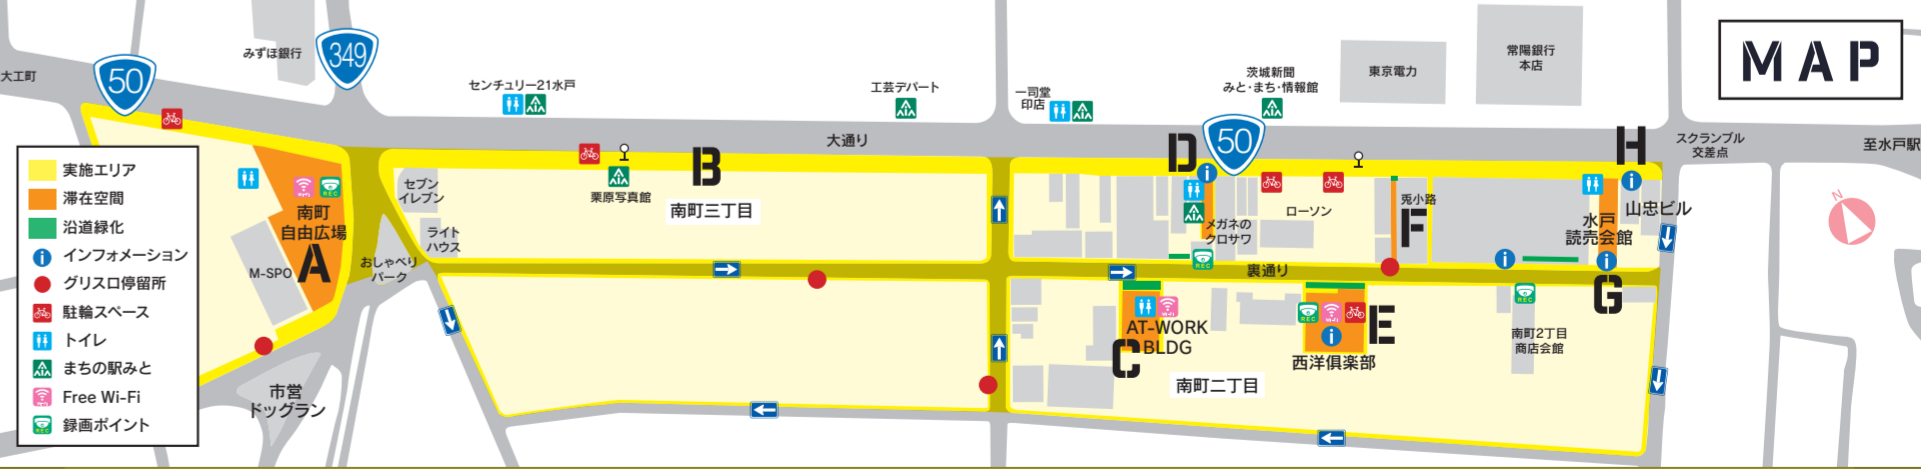 MAP
大工町
50
みずほ銀行
349
センチュリー21水戸
工芸デパート
一司堂
印店
茨城新聞
みと・まち・情報館
東京電力
常陽銀行
本店
大通り
50
スクランブル
交差点
至水戸駅
実施エリア
滞在空間
沿道緑化
インフォメーション
グリスロ停留所
駐輪スペース
トイレ
まちの駅みと
Free Wi-Fi
録画ポイント
南町
自由広場
A
M-SPO
おしゃべり
パーク
市営
ドッグラン
セブン
イレブン
ライト
ハウス
栗原写真館
B
南町三丁目
D
メガネの
クロサワ
ローソン
兎小路
F
H
水戸
読売会館
山忠ビル
裏通り
G
AT-WORK
BLDG
C
E
西洋倶楽部
南町二丁目
南町2丁目
商店会館
N
Wi-Fi
REC
REC
REC
Wi-Fi
REC
Wi-Fi
REC